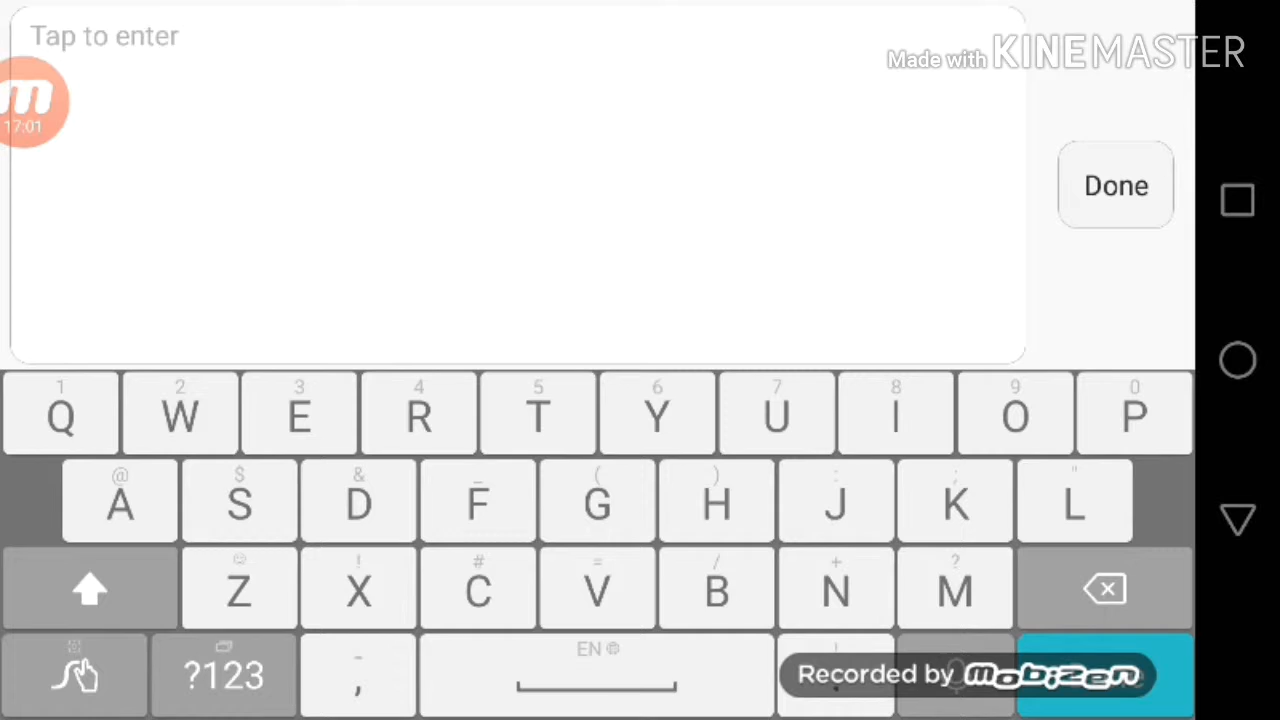 Tap to enter
Made with KINEMASTER
m
17:01
Done
1 2 3 4 5 6 7 8 9 0
Q W E R T Y U I O P
@ $ & _ ( ) : ; "
A S D F G H J K L
! # = / + ?
Z X C V B N M
EN
?123 - , !
Recorded by mobizen